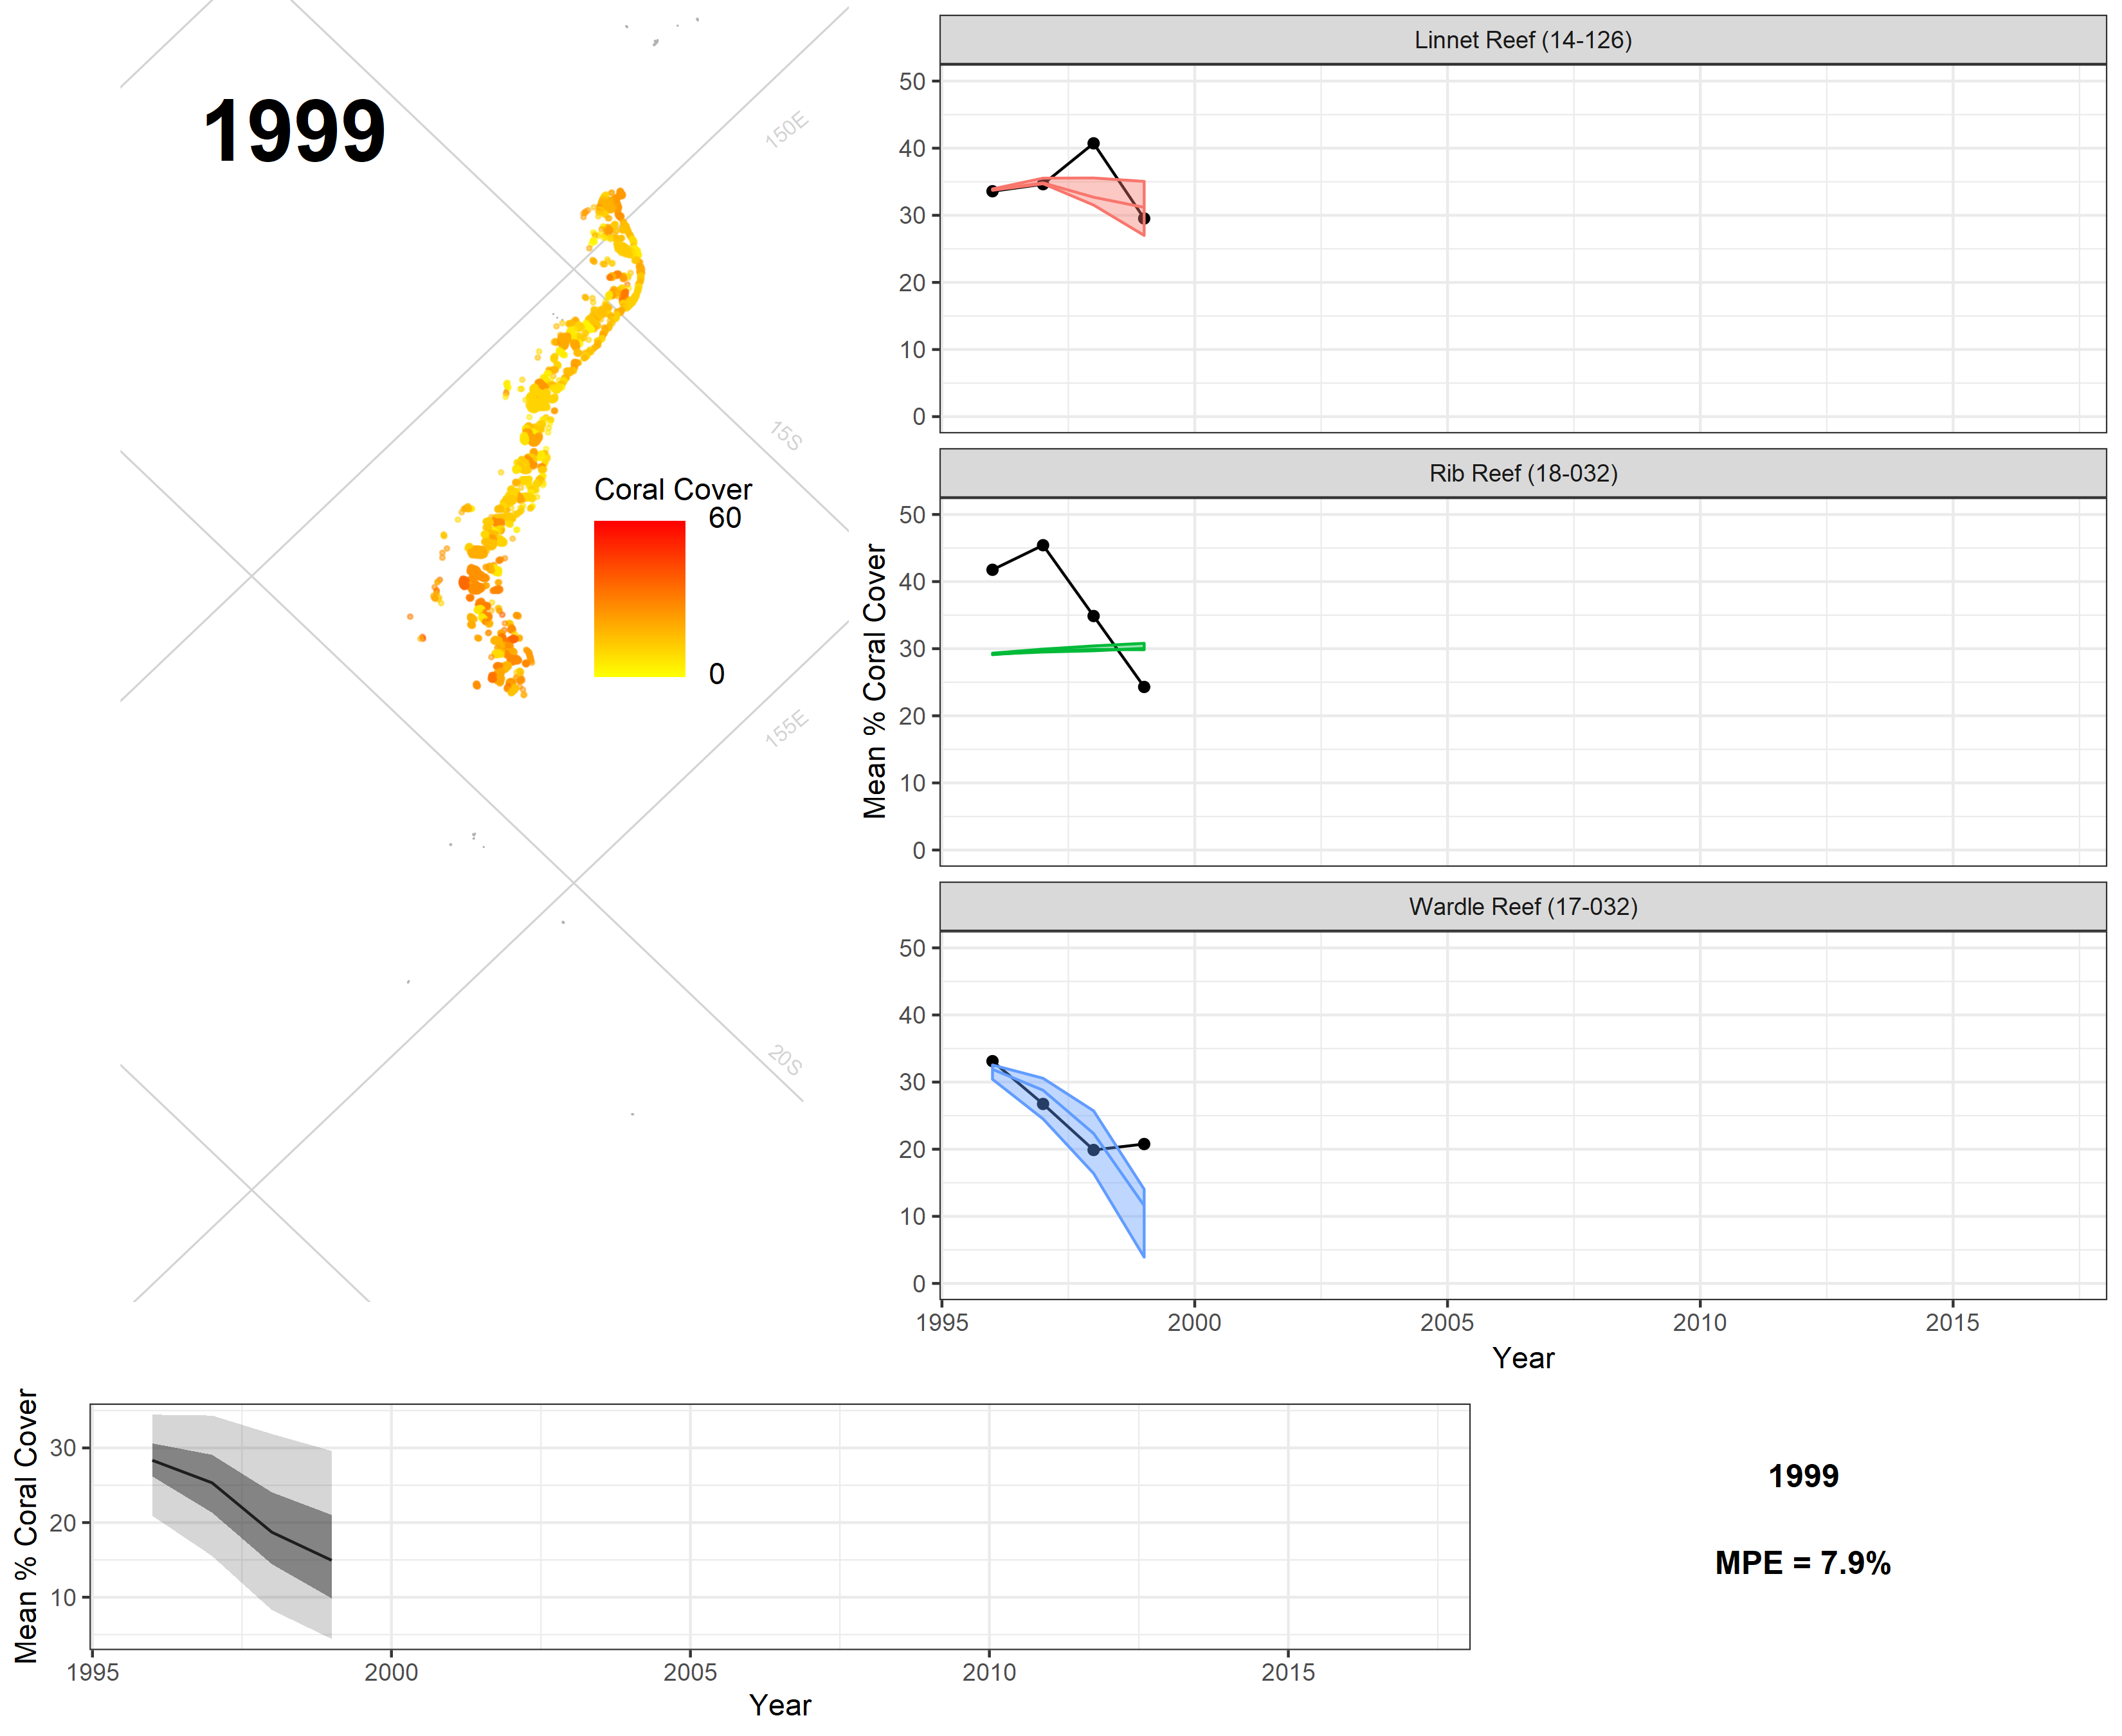 1999
150E
15S
155E
20S
Coral Cover
60
0
Linnet Reef (14-126)
50
40
30
20
10
0
Rib Reef (18-032)
50
40
30
20
10
0
Mean % Coral Cover
Wardle Reef (17-032)
50
40
30
20
10
0
1995 2000 2005 2010 2015
Year
Mean % Coral Cover
30
20
10
1995 2000 2005 2010 2015
Year
1999
MPE = 7.9%